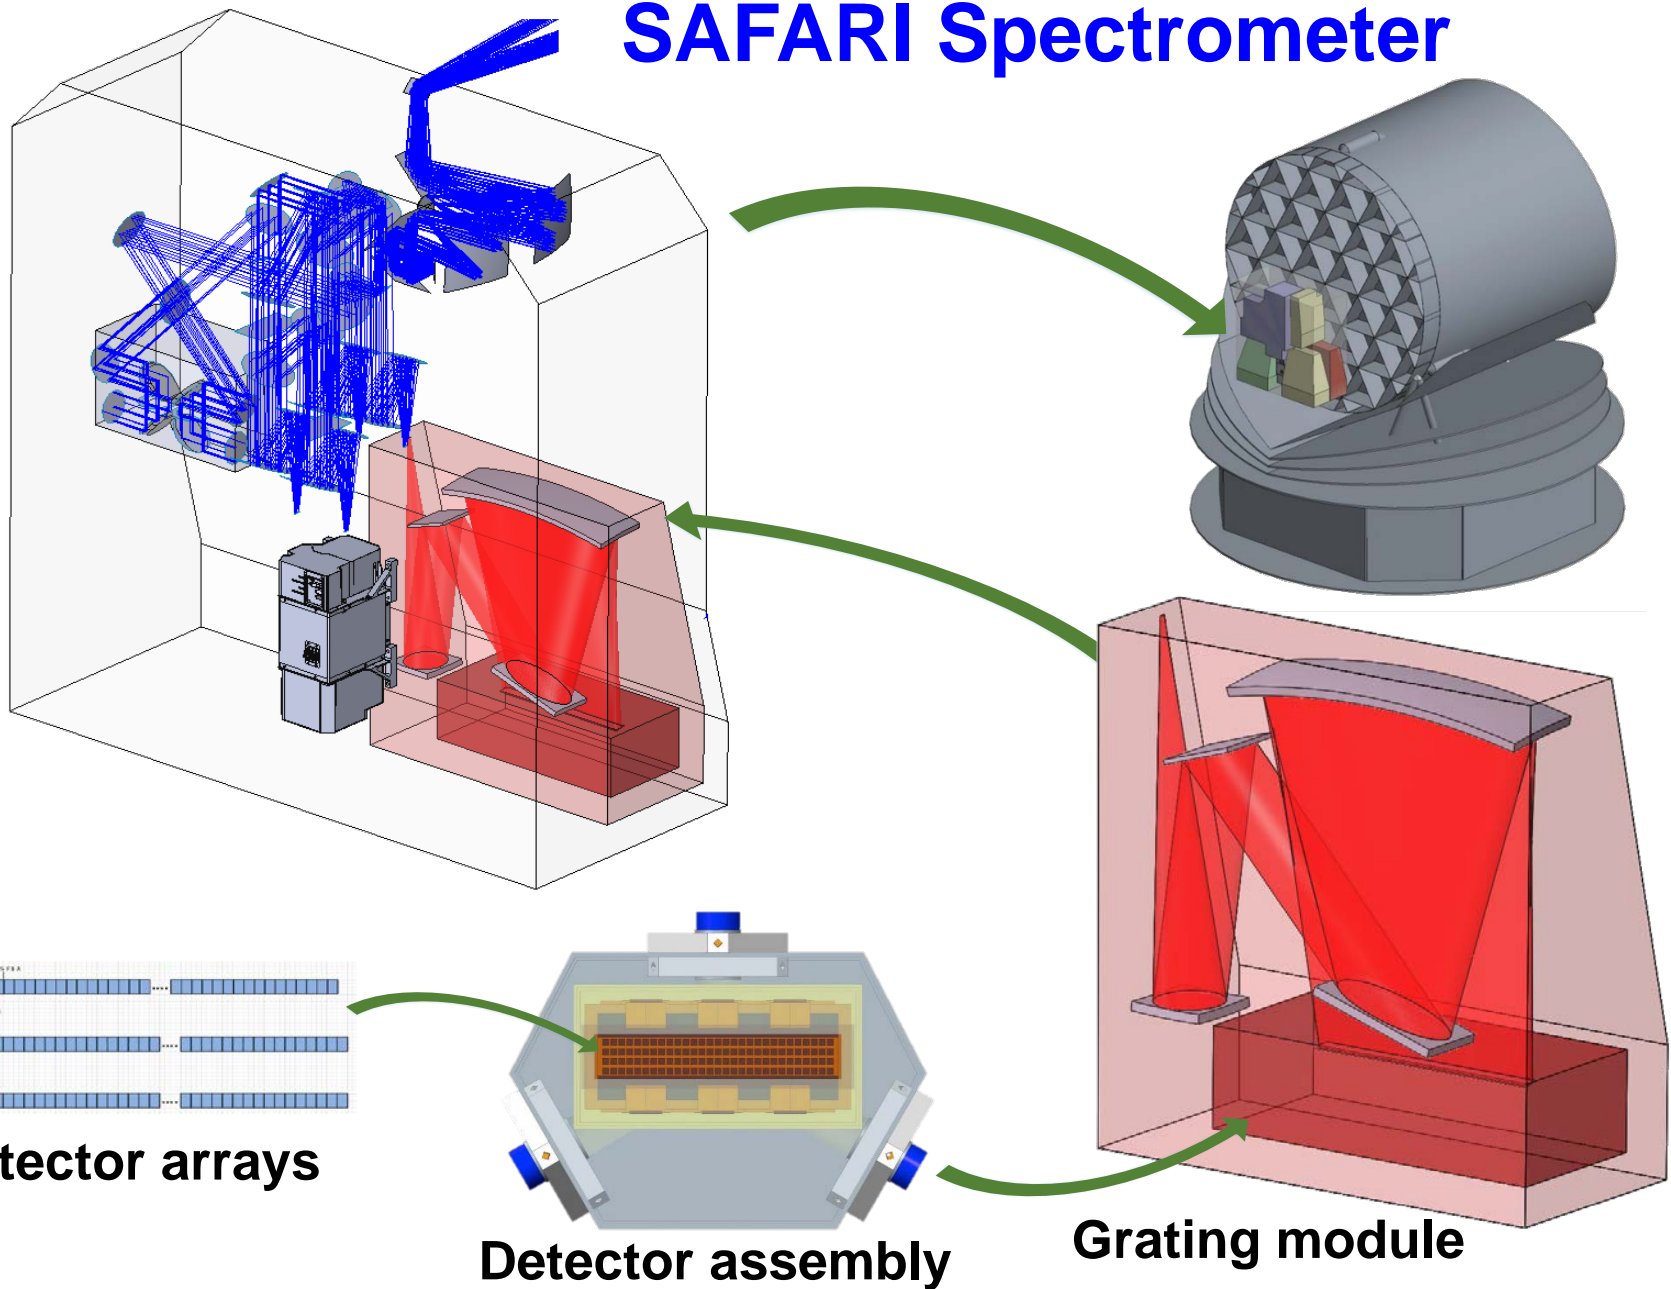 SAFARI Spectrometer
tector arrays
Detector assembly
Grating module